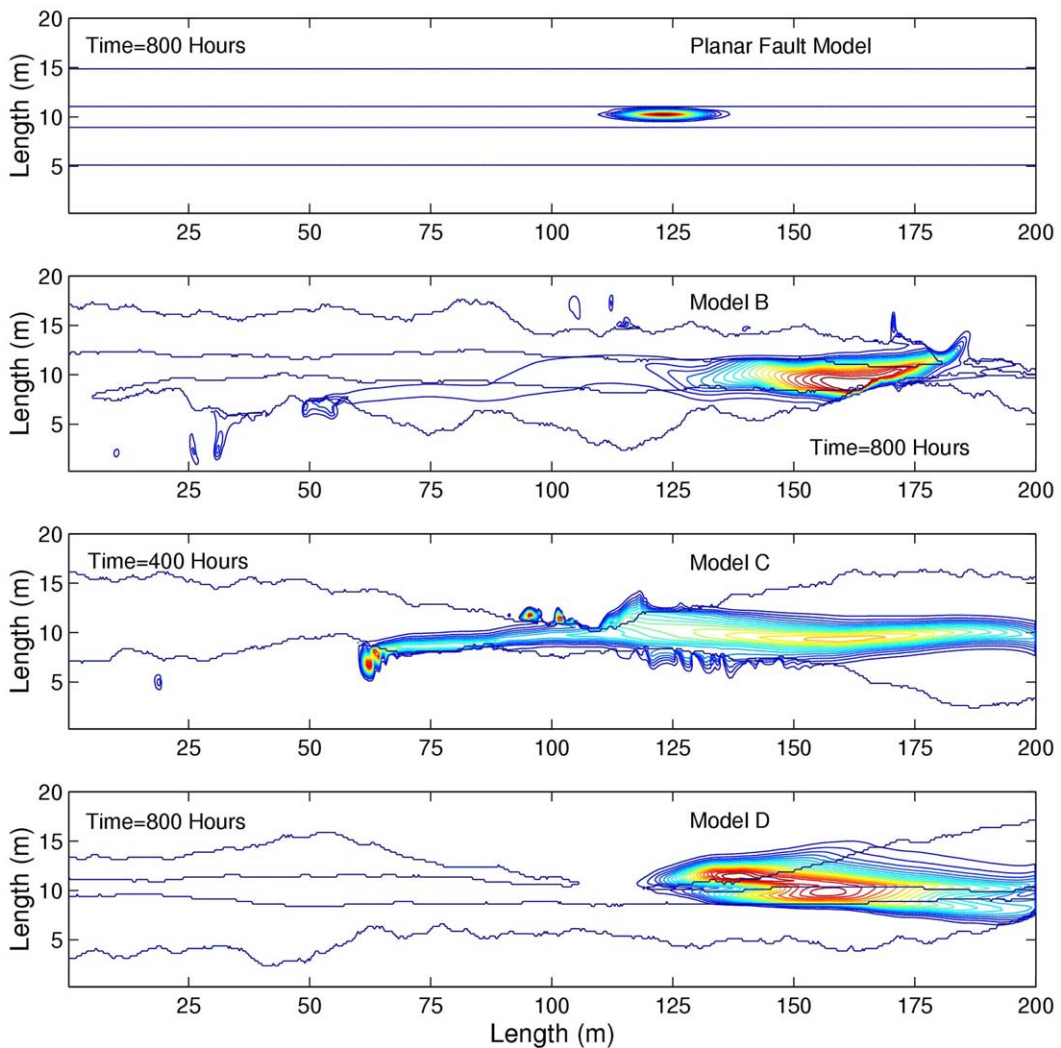 20
Time=800 Hours Planar Fault Model
15
Length (m)
10
5
25 50 75 100 125 150 175 200
20
Model B
15
Length (m)
10
5
Time=800 Hours
25 50 75 100 125 150 175 200
20
Time=400 Hours Model C
15
Length (m)
10
5
25 50 75 100 125 150 175 200
20
Time=800 Hours Model D
15
Length (m)
10
5
25 50 75 100 125 150 175 200
Length (m)